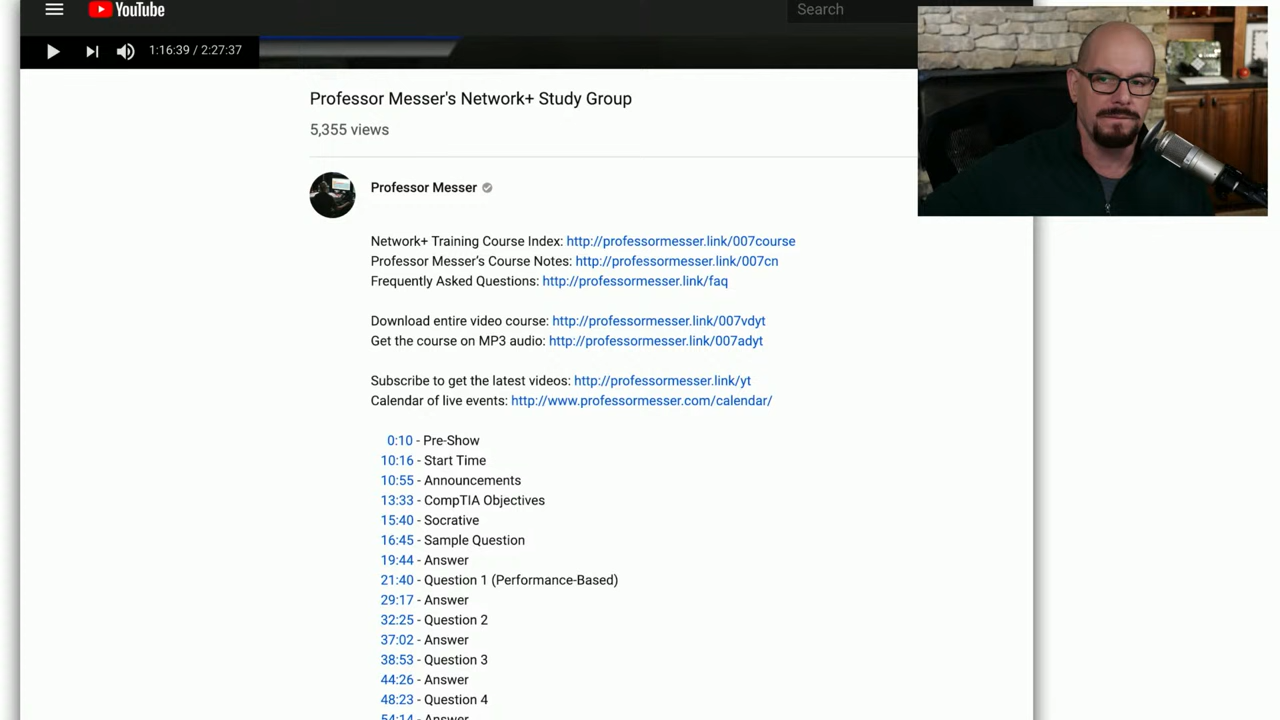 YouTube
Search
1:16:39 / 2:27:37
Professor Messer's Network+ Study Group
5,355 views
Professor Messer
Network+ Training Course Index: http://professormesser.link/007course
Professor Messer’s Course Notes: http://professormesser.link/007cn
Frequently Asked Questions: http://professormesser.link/faq
Download entire video course: http://professormesser.link/007vdyt
Get the course on MP3 audio: http://professormesser.link/007adyt
Subscribe to get the latest videos: http://professormesser.link/yt
Calendar of live events: http://www.professormesser.com/calendar/
0:10 - Pre-Show
10:16 - Start Time
10:55 - Announcements
13:33 - CompTIA Objectives
15:40 - Socrative
16:45 - Sample Question
19:44 - Answer
21:40 - Question 1 (Performance-Based)
29:17 - Answer
32:25 - Question 2
37:02 - Answer
38:53 - Question 3
44:26 - Answer
48:23 - Question 4
54:14 - Answer